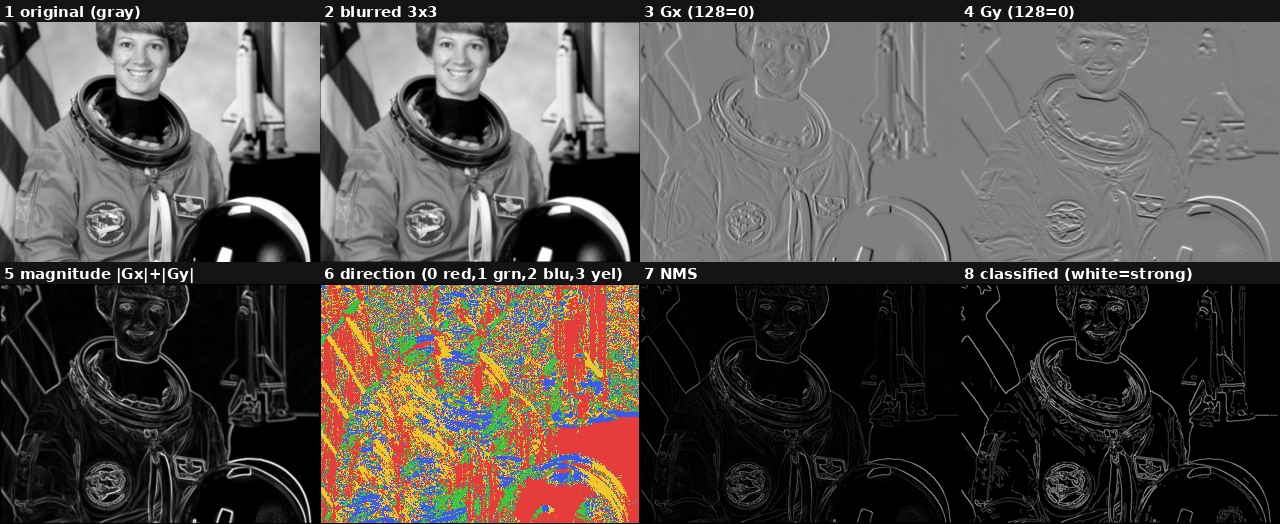 1 original (gray)
2 blurred 3x3
3 Gx (128=0)
4 Gy (128=0)
5 magnitude |Gx|+|Gy|
6 direction (0 red,1 grn,2 blu,3 yel)
7 NMS
8 classified (white=strong)